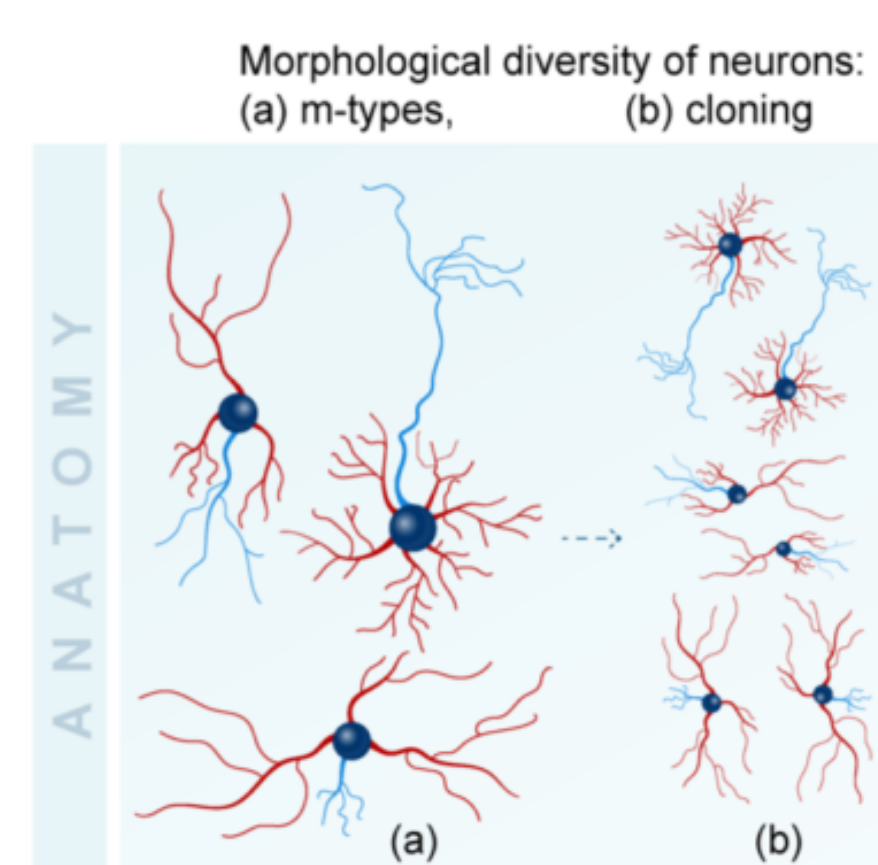 Morphological diversity of neurons:
(a) m-types, (b) cloning
ANATOMY
(a) (b)